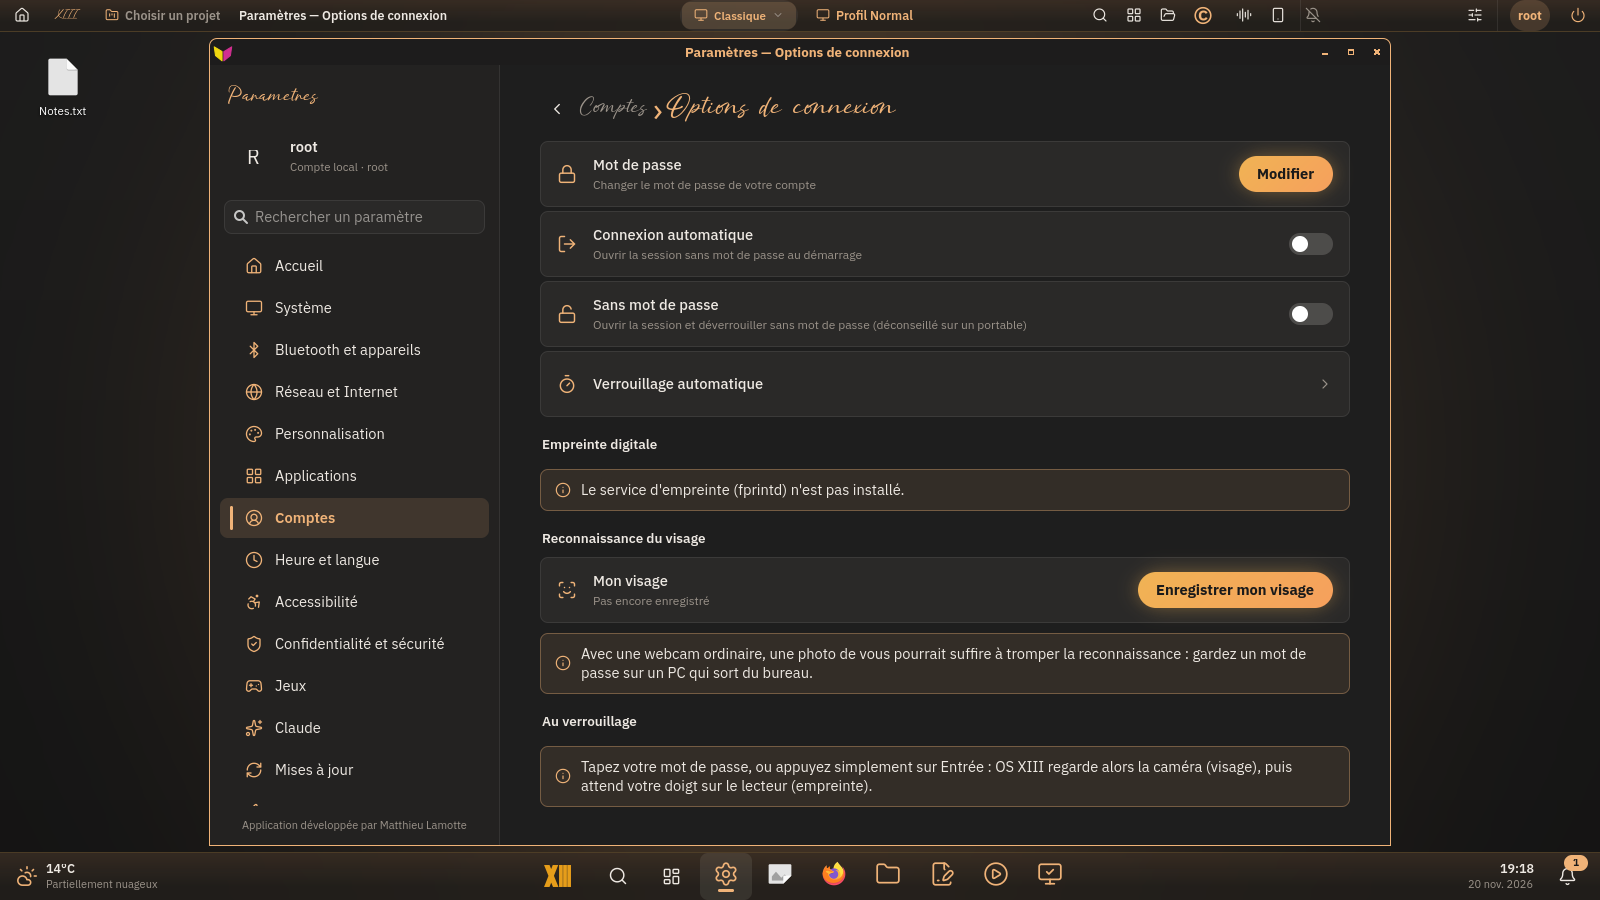 XIII
Choisir un projet
Paramètres — Options de connexion
Classique
Profil Normal
root
Notes.txt
Paramètres — Options de connexion
Parametres
R
root
Compte local · root
Rechercher un paramètre
Accueil
Système
Bluetooth et appareils
Réseau et Internet
Personnalisation
Applications
Comptes
Heure et langue
Accessibilité
Confidentialité et sécurité
Jeux
Claude
Mises à jour
Application développée par Matthieu Lamotte
Comptes › Options de connexion
Mot de passe
Changer le mot de passe de votre compte
Modifier
Connexion automatique
Ouvrir la session sans mot de passe au démarrage
Sans mot de passe
Ouvrir la session et déverrouiller sans mot de passe (déconseillé sur un portable)
Verrouillage automatique
Empreinte digitale
Le service d'empreinte (fprintd) n'est pas installé.
Reconnaissance du visage
Mon visage
Pas encore enregistré
Enregistrer mon visage
Avec une webcam ordinaire, une photo de vous pourrait suffire à tromper la reconnaissance : gardez un mot de
passe sur un PC qui sort du bureau.
Au verrouillage
Tapez votre mot de passe, ou appuyez simplement sur Entrée : OS XIII regarde alors la caméra (visage), puis
attend votre doigt sur le lecteur (empreinte).
14°C
Partiellement nuageux
XIII
19:18
20 nov. 2026
1